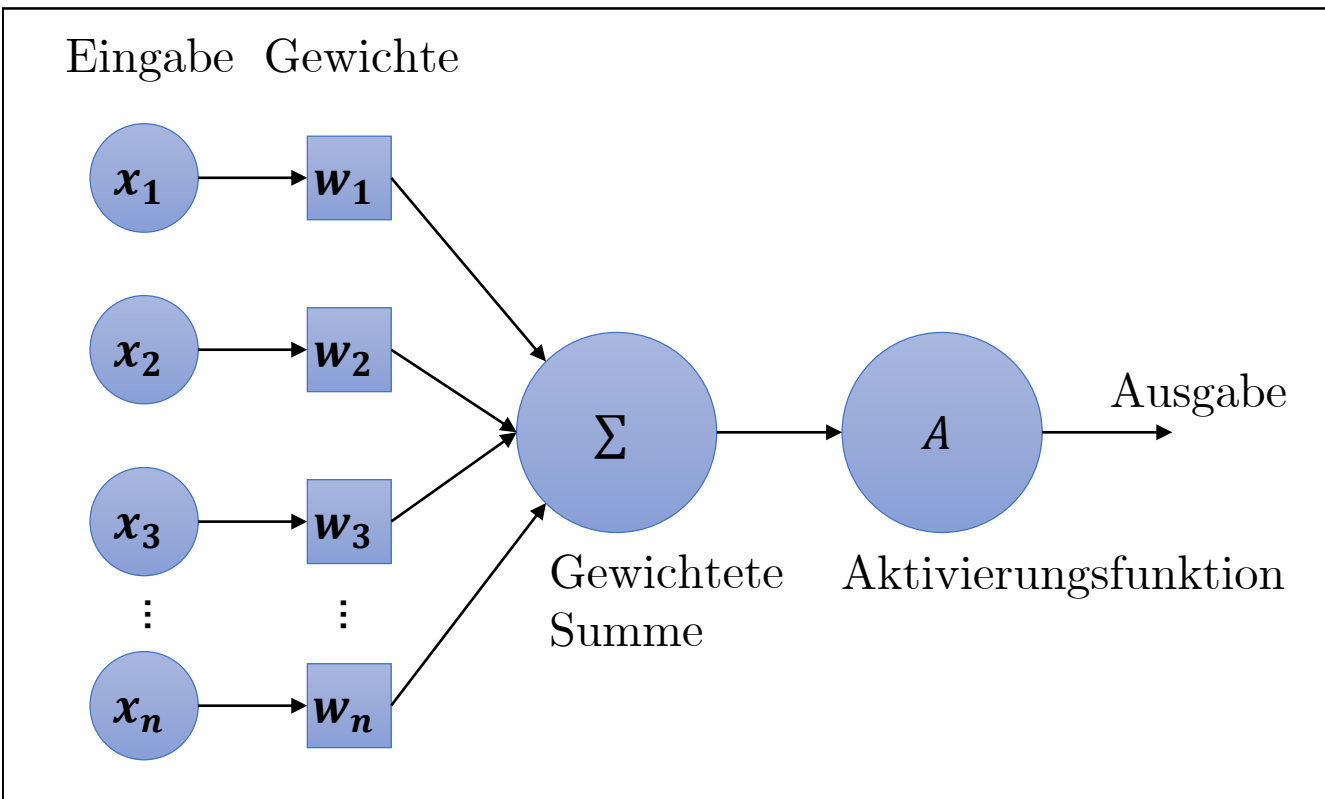 Eingabe Gewichte
x₁ w₁
x₂ w₂
Σ A Ausgabe
x₃ w₃
Gewichtete Summe
Aktivierungsfunktion
⋮ ⋮
xₙ wₙ